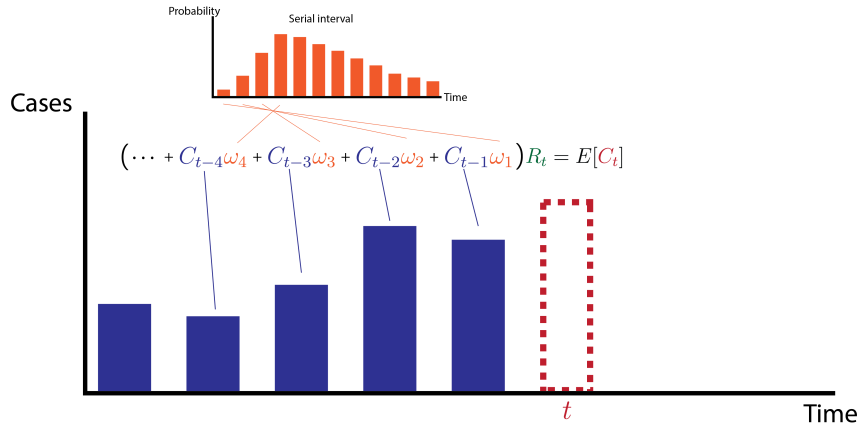 Probability
Serial interval
Time
Cases
(⋯ + C_{t−4}ω_4 + C_{t−3}ω_3 + C_{t−2}ω_2 + C_{t−1}ω_1)R_t = E[C_t]
t
Time